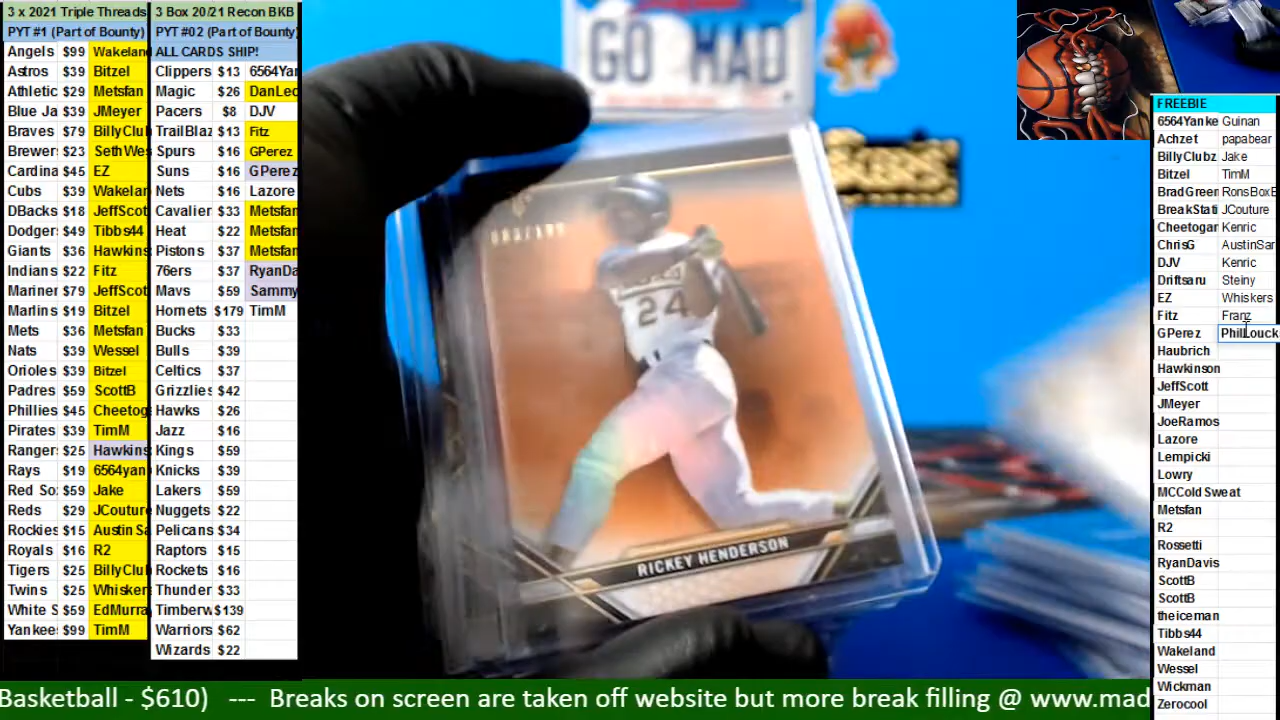 3 x 2021 Triple Threads
PYT #1 (Part of Bounty)
Angels $99 Wakeland
Astros $39 Bitzel
Athletic $29 Metsfan
Blue Ja $39 JMeyer
Braves $79 BillyClub
Brewer $23 SethWes
Cardina $45 EZ
Cubs $39 Wakelan
DBacks $18 JeffScot
Dodger $49 Tibbs44
Giants $36 Hawkins
Indians $22 Fitz
Mariner $79 JeffScot
Marlins $19 Bitzel
Mets $36 Metsfan
Nats $39 Wessel
Orioles $39 Bitzel
Padres $59 ScottB
Phillies $45 Cheetog
Pirates $39 TimM
Ranger $25 Hawkins
Rays $19 6564yan
Red So $59 Jake
Reds $29 JCouture
Rockies $15 Austin Sa
Royals $16 R2
Tigers $25 BillyClub
Twins $25 Whisker
White S $59 EdMurra
Yankee $99 TimM
3 Box 20/21 Recon BKB
PYT #02 (Part of Bounty)
ALL CARDS SHIP!
Clippers $13 6564Yan
Magic $26 DanLeo
Pacers $8 DJV
TrailBlaz $13 Fitz
Spurs $16 GPerez
Suns $16 GPerez
Nets $16 Lazore
Cavalier $33 Metsfan
Heat $22 Metsfan
Pistons $37 Metsfan
76ers $37 RyanDa
Mavs $59 Sammy
Hornets $179 TimM
Bucks $33
Bulls $39
Celtics $37
Grizzlies $42
Hawks $26
Jazz $16
Kings $59
Knicks $39
Lakers $59
Nuggets $22
Pelicans $34
Raptors $15
Rockets $16
Thunder $33
Timberw $139
Warriors $62
Wizards $22
GO MAD
24
RICKEY HENDERSON
FREEBIE
6564Yanke Guinan
Achzet papabear
BillyClubz Jake
Bitzel TimM
BradGreen RonsBoxB
BreakStati JCouture
Cheetogar Kenric
ChrisG AustinSar
DJV Kenric
Driftsaru Steiny
EZ Whiskers
Fitz Franz
GPerez PhilLouck
Haubrich
Hawkinson
JeffScott
JMeyer
JoeRamos
Lazore
Lempicki
Lowry
MCCold Sweat
Metsfan
R2
Rossetti
RyanDavis
ScottB
ScottB
theiceman
Tibbs44
Wakeland
Wessel
Wickman
Zerocool
Basketball - $610) --- Breaks on screen are taken off website but more break filling @ www.mad